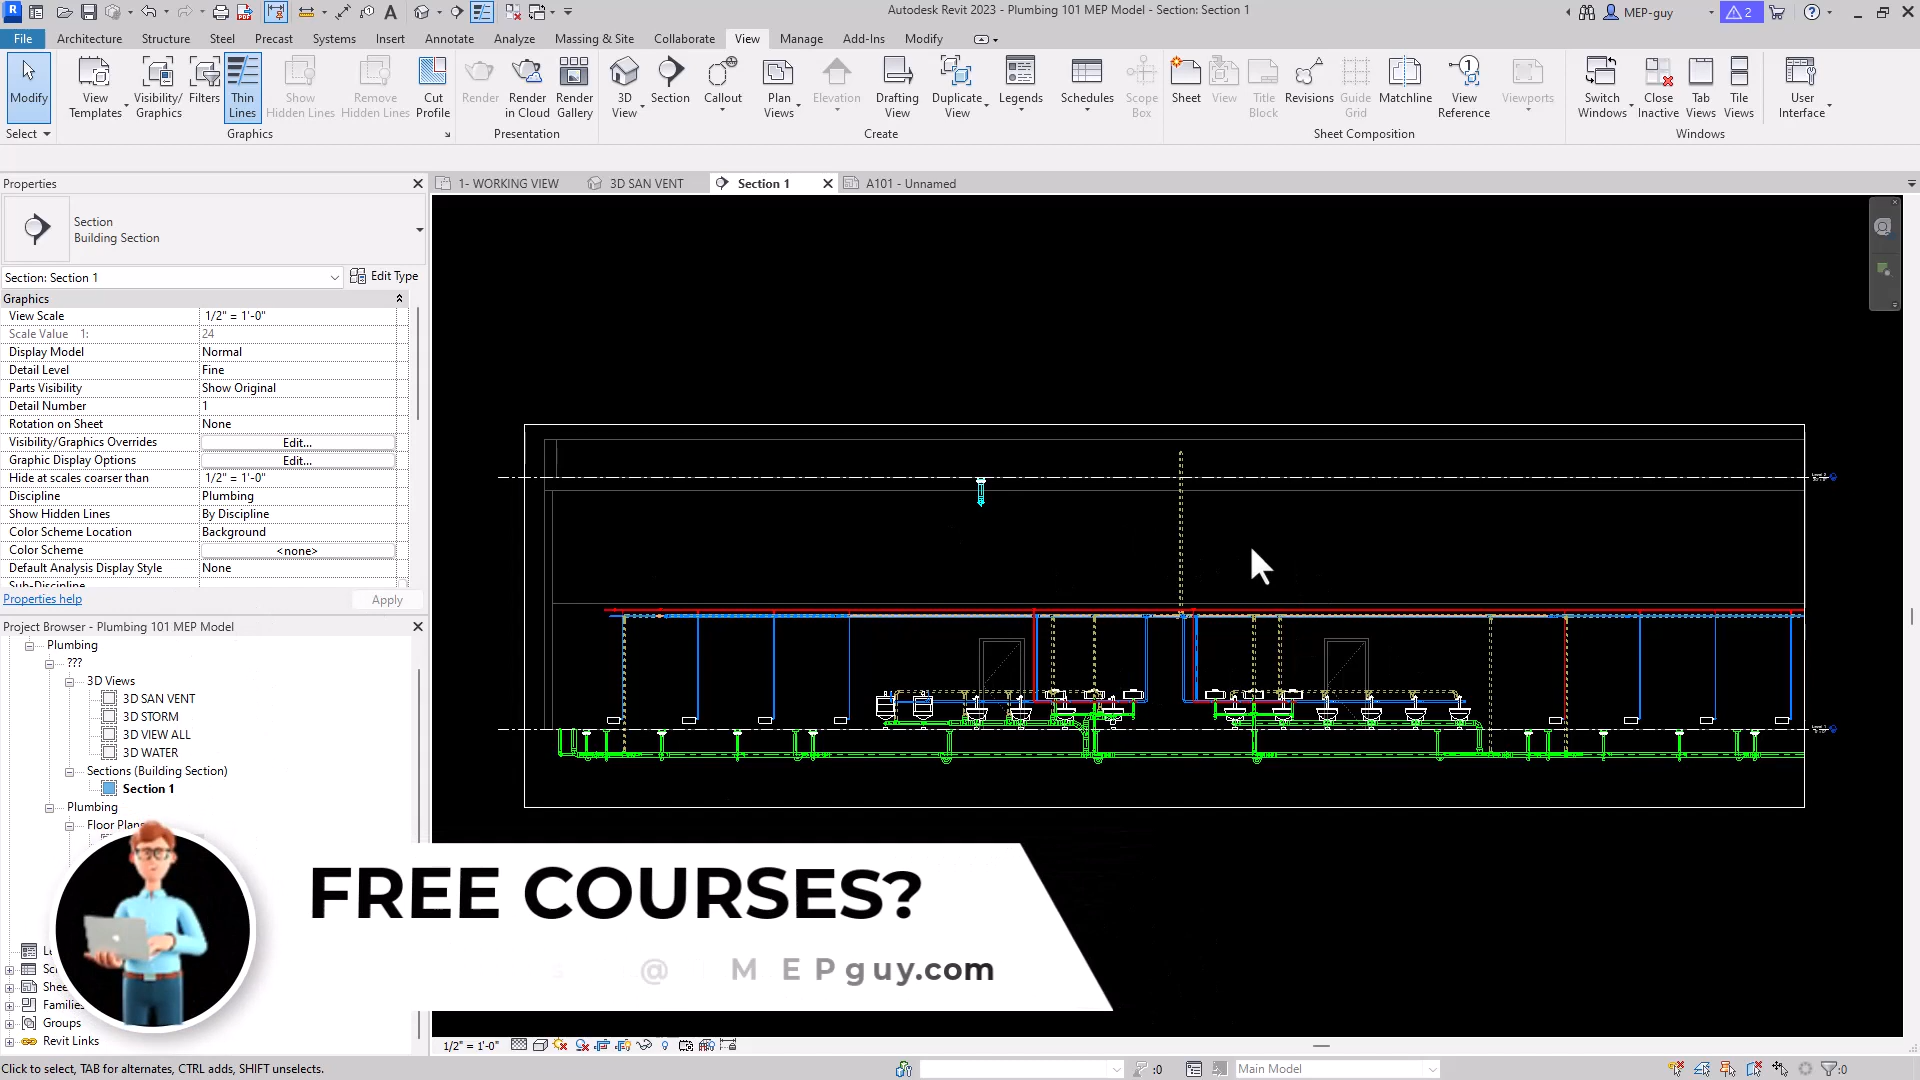 Autodesk Revit 2023 - Plumbing 101 MEP Model - Section: Section 1
MEP-guy
2
File Architecture Structure Steel Precast Systems Insert Annotate Analyze Massing & Site Collaborate View Manage Add-Ins Modify
Modify
View Templates
Visibility/ Graphics
Filters
Thin Lines
Show Hidden Lines
Remove Hidden Lines
Cut Profile
Render
Render in Cloud
Render Gallery
3D View
Section
Callout
Plan Views
Elevation
Drafting View
Duplicate View
Legends
Schedules
Scope Box
Sheet
View
Title Block
Revisions
Guide Grid
Matchline
View Reference
Viewports
Switch Windows
Close Inactive
Tab Views
Tile Views
User Interface
Select Graphics Presentation Create Sheet Composition Windows
Properties
1- WORKING VIEW 3D SAN VENT Section 1 A101 - Unnamed
Section
Building Section
Section: Section 1 Edit Type
Graphics
View Scale 1/2" = 1'-0"
Scale Value 1: 24
Display Model Normal
Detail Level Fine
Parts Visibility Show Original
Detail Number 1
Rotation on Sheet None
Visibility/Graphics Overrides Edit...
Graphic Display Options Edit...
Hide at scales coarser than 1/2" = 1'-0"
Discipline Plumbing
Show Hidden Lines By Discipline
Color Scheme Location Background
Color Scheme <none>
Default Analysis Display Style None
Sub-Discipline
Properties help Apply
Project Browser - Plumbing 101 MEP Model
Plumbing
???
3D Views
3D SAN VENT
3D STORM
3D VIEW ALL
3D WATER
Sections (Building Section)
Section 1
Plumbing
Floor Plans
FREE COURSES?
@ MEPguy.com
Families
Groups
Revit Links
1/2" = 1'-0"
Click to select, TAB for alternates, CTRL adds, SHIFT unselects.
:0
Main Model
:0